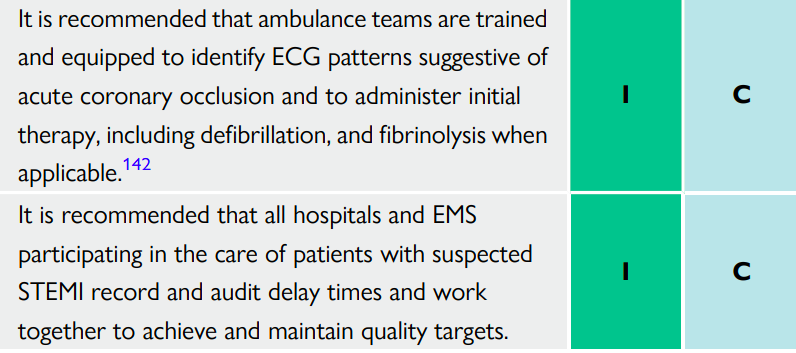 It is recommended that ambulance teams are trained
and equipped to identify ECG patterns suggestive of
acute coronary occlusion and to administer initial
therapy, including defibrillation, and fibrinolysis when
applicable.142
I
C
It is recommended that all hospitals and EMS
participating in the care of patients with suspected
STEMI record and audit delay times and work
together to achieve and maintain quality targets.
I
C